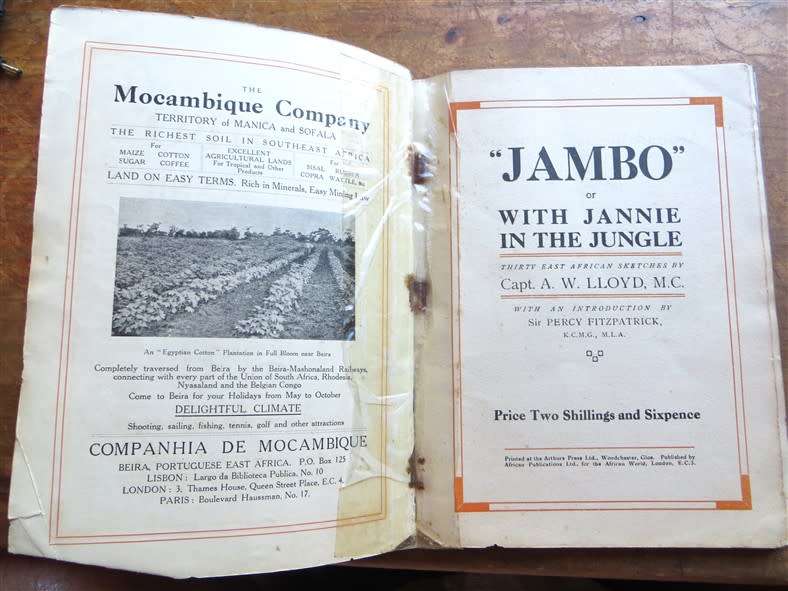 THE
Mocambique Company
TERRITORY of MANICA and SOFALA
THE RICHEST SOIL IN SOUTH-EAST AFRICA
For
MAIZE COTTON
SUGAR COFFEE
EXCELLENT
AGRICULTURAL LANDS
For Tropical and Other
Products
For
SISAL RUBBER
COPRA WATTLE, &c
LAND ON EASY TERMS. Rich in Minerals, Easy Mining Law
An "Egyptian Cotton" Plantation in Full Bloom near Beira
Completely traversed from Beira by the Beira-Mashonaland Railways,
connecting with every part of the Union of South Africa, Rhodesia,
Nyasaland and the Belgian Congo
Come to Beira for your Holidays from May to October
DELIGHTFUL CLIMATE
Shooting, sailing, fishing, tennis, golf and other attractions
COMPANHIA DE MOCAMBIQUE
BEIRA, PORTUGUESE EAST AFRICA. P.O. Box 125
LISBON: Largo da Biblioteca Publica, No. 10
LONDON: 3, Thames House, Queen Street Place, E.C. 4.
PARIS: Boulevard Haussman, No. 17.
"JAMBO"
or
WITH JANNIE
IN THE JUNGLE
THIRTY EAST AFRICAN SKETCHES BY
Capt. A. W. LLOYD, M.C.
WITH AN INTRODUCTION BY
Sir PERCY FITZPATRICK,
K.C.M.G., M.L.A.
Price Two Shillings and Sixpence
Printed at the Arthurs Press Ltd., Woodchester, Glos. Published by
African Publications Ltd., for the African World, London, E.C.2.